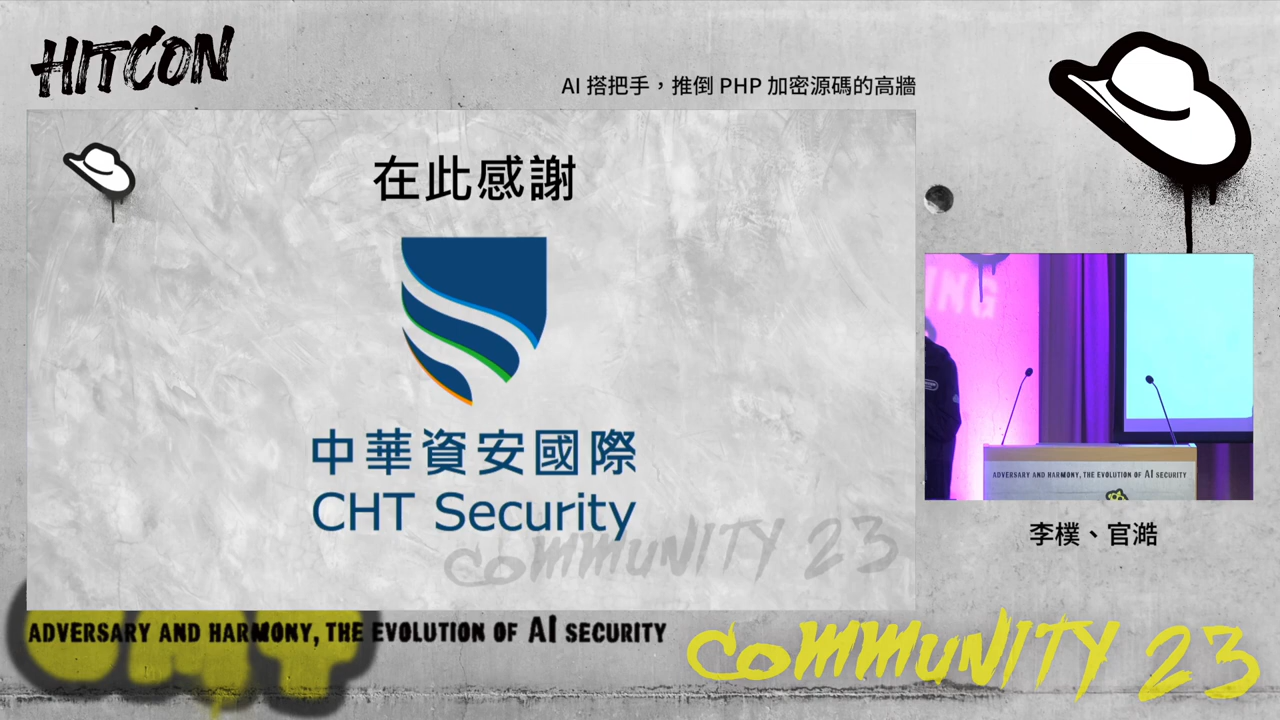 HITCON
AI 搭把手，推倒 PHP 加密源碼的高牆
在此感謝
中華資安國際
CHT Security
COMMUNITY 23
ING
ADVERSARY AND HARMONY, THE EVOLUTION OF AI SECURITY
李樸、官澔
ADVERSARY AND HARMONY, THE EVOLUTION OF AI SECURITY
COMMUNITY 23